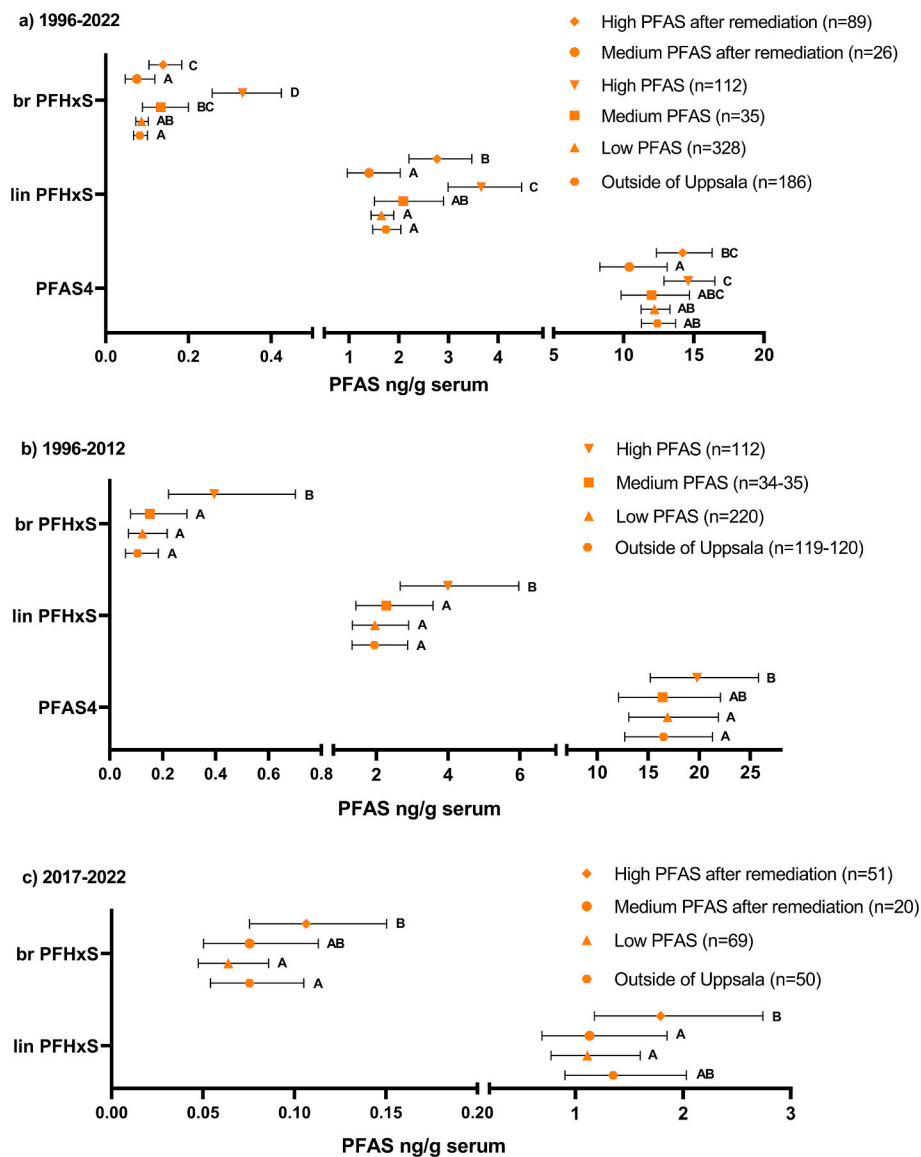 a) 1996-2022
High PFAS after remediation (n=89)
Medium PFAS after remediation (n=26)
High PFAS (n=112)
Medium PFAS (n=35)
Low PFAS (n=328)
Outside of Uppsala (n=186)
br PFHxS
C
A
D
BC
AB
A
lin PFHxS
B
A
C
AB
A
A
PFAS4
BC
A
C
ABC
AB
AB
0.0 0.2 0.4 1 2 3 4 5 10 15 20
PFAS ng/g serum
b) 1996-2012
High PFAS (n=112)
Medium PFAS (n=34-35)
Low PFAS (n=220)
Outside of Uppsala (n=119-120)
br PFHxS
B
A
A
A
lin PFHxS
B
A
A
A
PFAS4
B
AB
A
A
0.0 0.2 0.4 0.6 0.8 2 4 6 10 15 20 25
PFAS ng/g serum
c) 2017-2022
High PFAS after remediation (n=51)
Medium PFAS after remediation (n=20)
Low PFAS (n=69)
Outside of Uppsala (n=50)
br PFHxS
B
AB
A
A
lin PFHxS
B
A
A
AB
0.00 0.05 0.10 0.15 0.20 1 2 3
PFAS ng/g serum